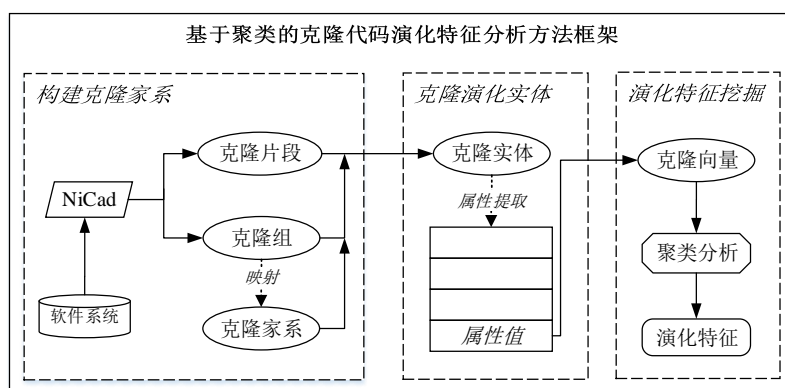 基于聚类的克隆代码演化特征分析方法框架
构建克隆家系
克隆片段
NiCad
克隆组
映射
软件系统
克隆家系
克隆演化实体
克隆实体
属性提取
属性值
演化特征挖掘
克隆向量
聚类分析
演化特征